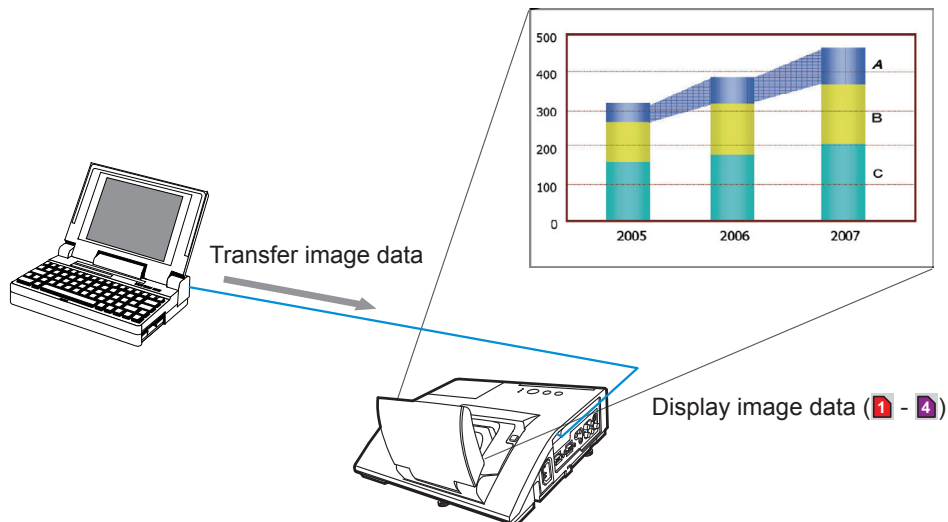 500
400
300
200
100
0
A
B
C
2005 2006 2007
Transfer image data
Display image data (1 - 4)